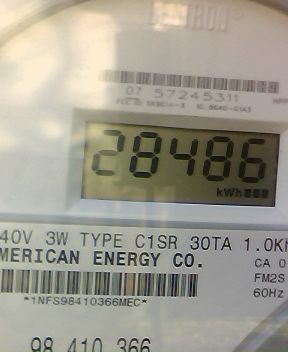 CENTRON
07 57245311
28486
kWh
40V 3W TYPE C1SR 30TA 1.0K
MERICAN ENERGY CO. CA 0
FM2S
*1NFS98410366MEC* 60Hz
98 410 366